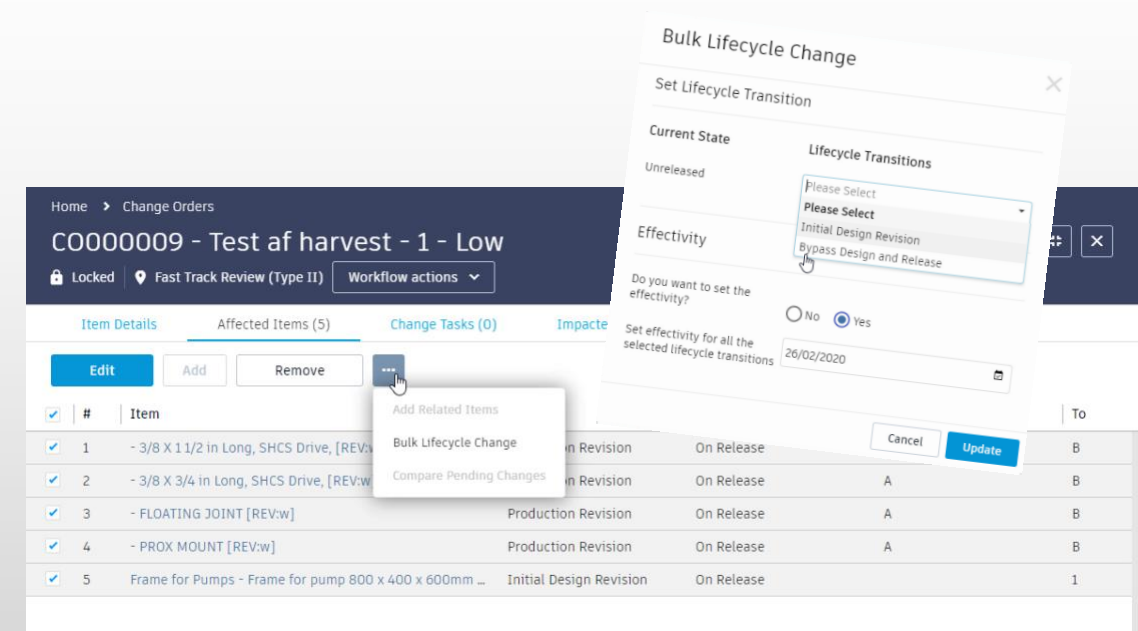 Bulk Lifecycle Change
Set Lifecycle Transition
Current State
Lifecycle Transitions
Unreleased
Please Select
Please Select
Initial Design Revision
Bypass Design and Release
Effectivity
Do you want to set the
effectivity?
No
Yes
Set effectivity for all the
selected lifecycle transitions
26/02/2020
Cancel
Update
Home > Change Orders
CO000009 - Test af harvest - 1 - Low
Locked Fast Track Review (Type II) Workflow actions
Item Details Affected Items (5) Change Tasks (0) Impacte
Edit Add Remove ...
Add Related Items
Bulk Lifecycle Change
Compare Pending Changes
# Item To
1 - 3/8 X 1 1/2 in Long, SHCS Drive, [REV:w n Revision On Release B
2 - 3/8 X 3/4 in Long, SHCS Drive, [REV:w n Revision On Release A B
3 - FLOATING JOINT [REV:w] Production Revision On Release A B
4 - PROX MOUNT [REV:w] Production Revision On Release A B
5 Frame for Pumps - Frame for pump 800 x 400 x 600mm ... Initial Design Revision On Release 1